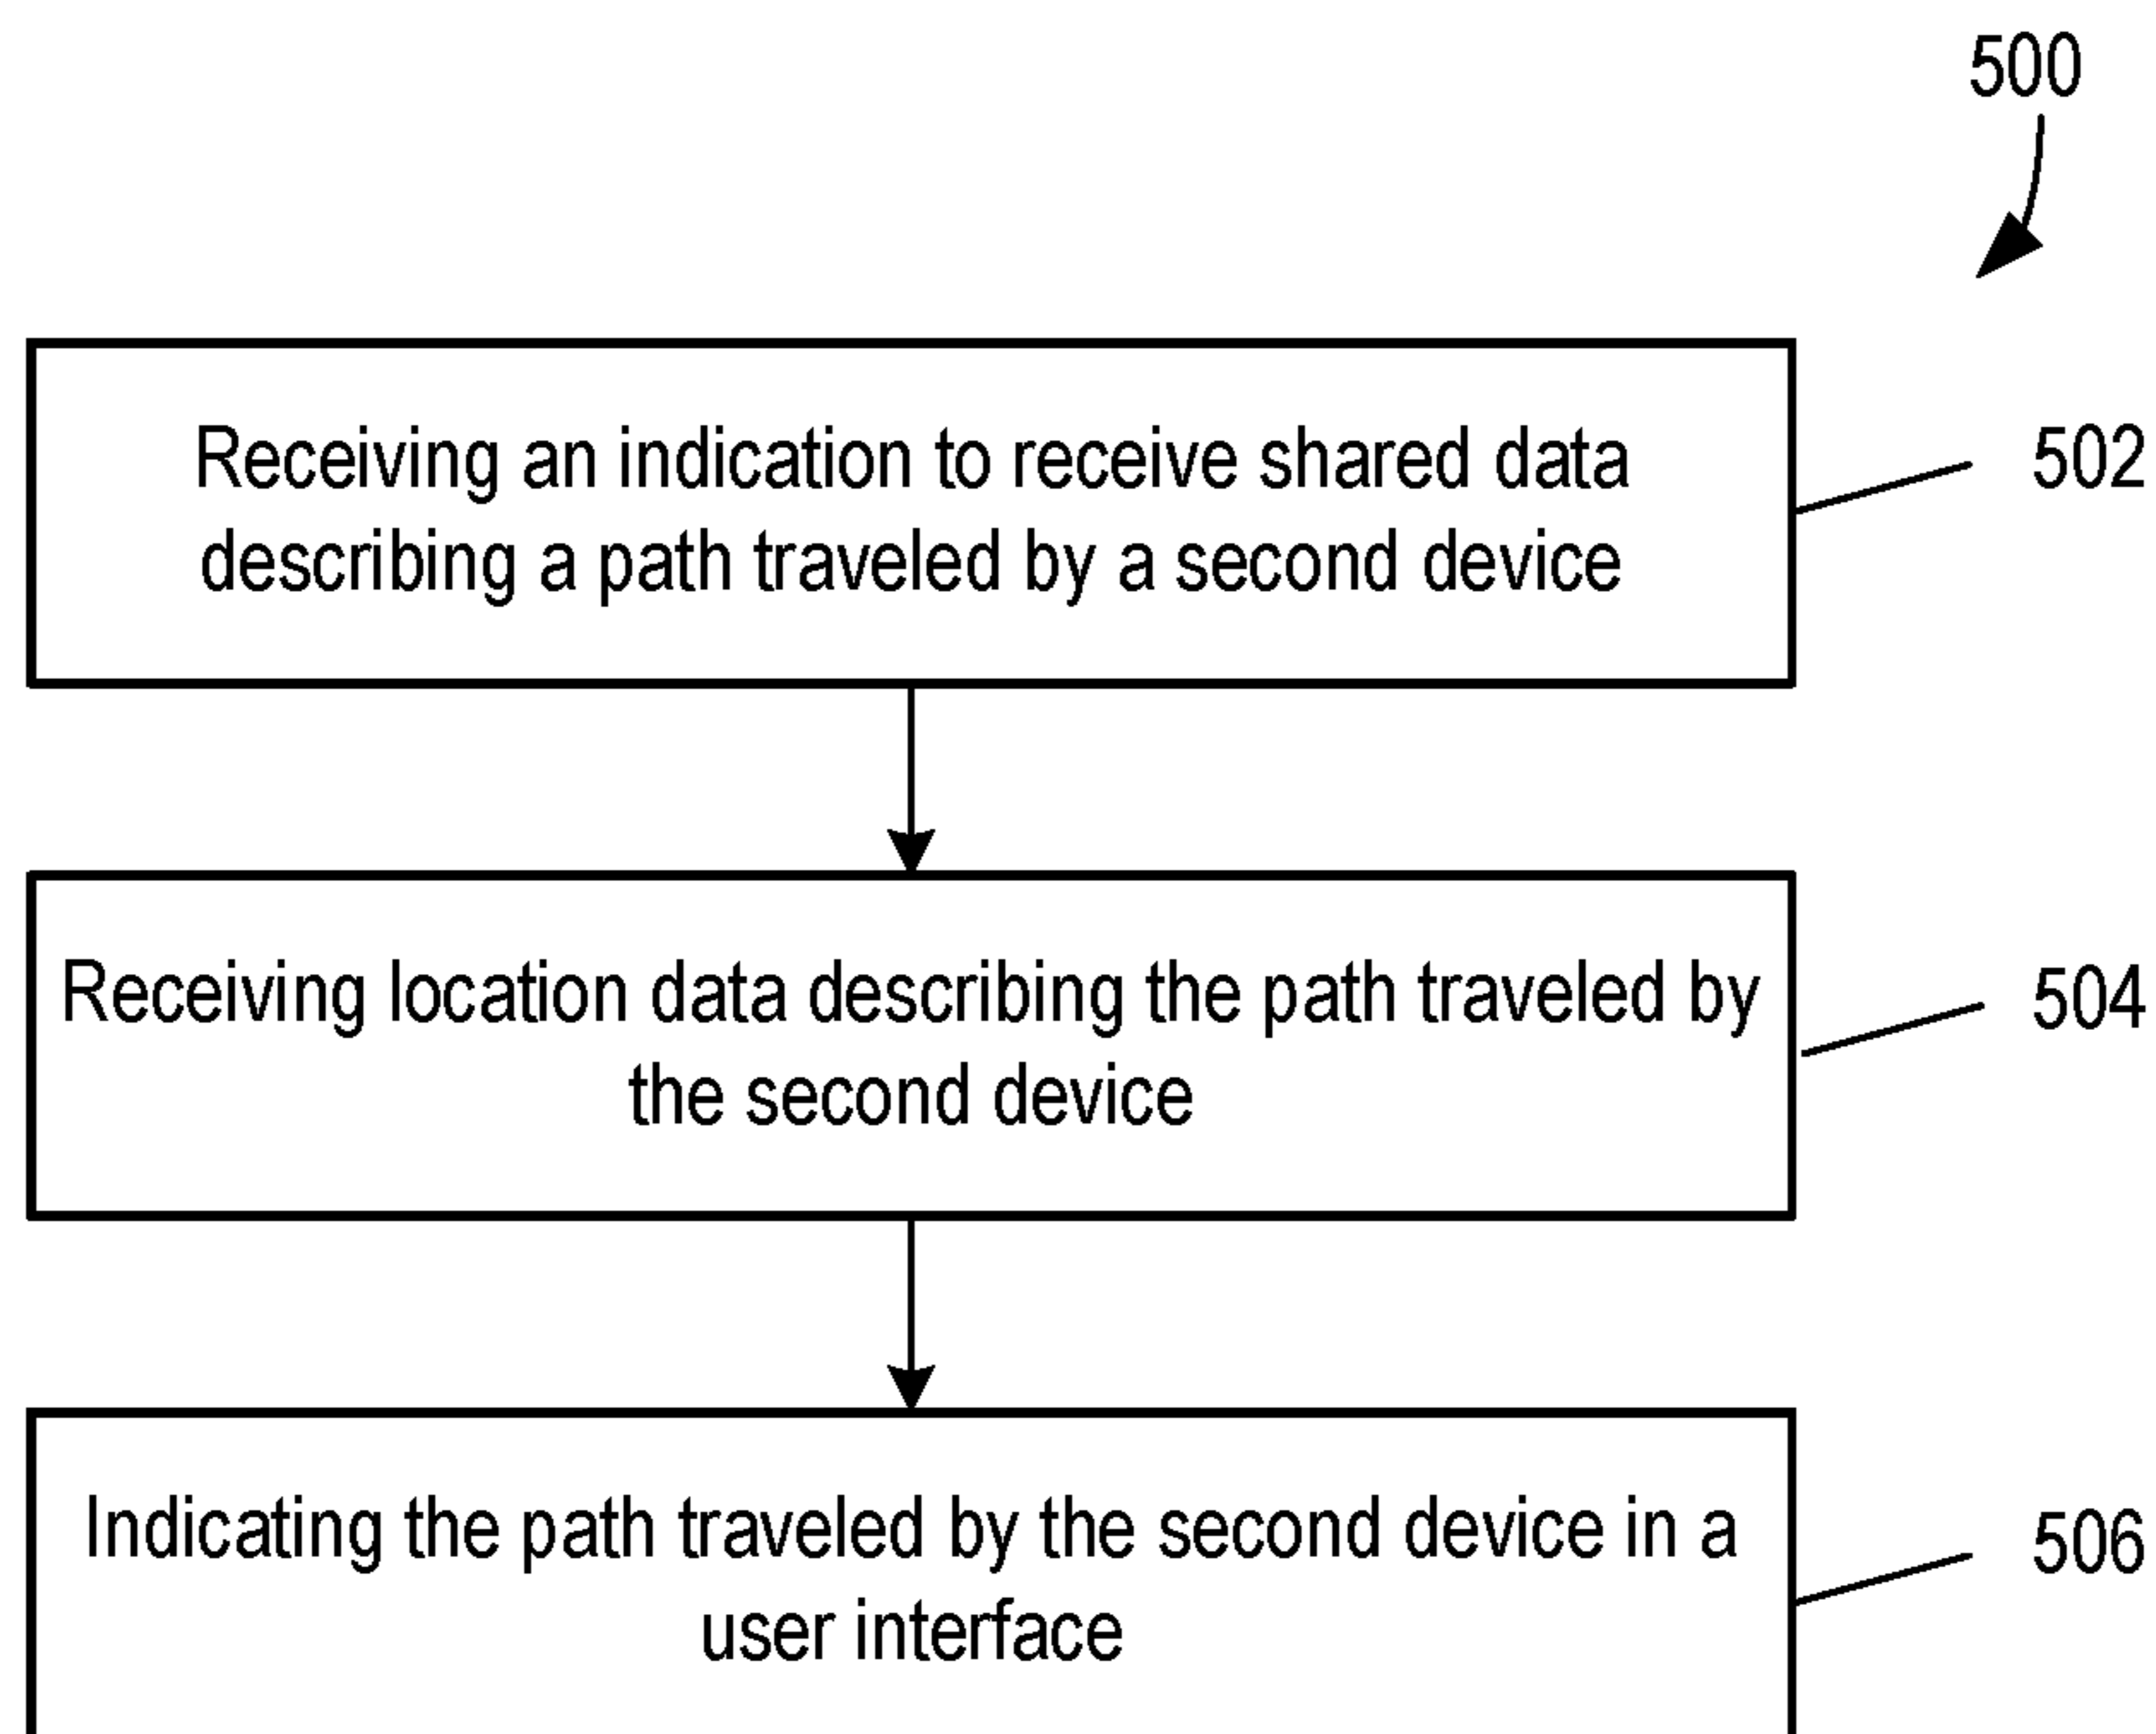 500
Receiving an indication to receive shared data
describing a path traveled by a second device
502
Receiving location data describing the path traveled by
the second device
504
Indicating the path traveled by the second device in a
user interface
506